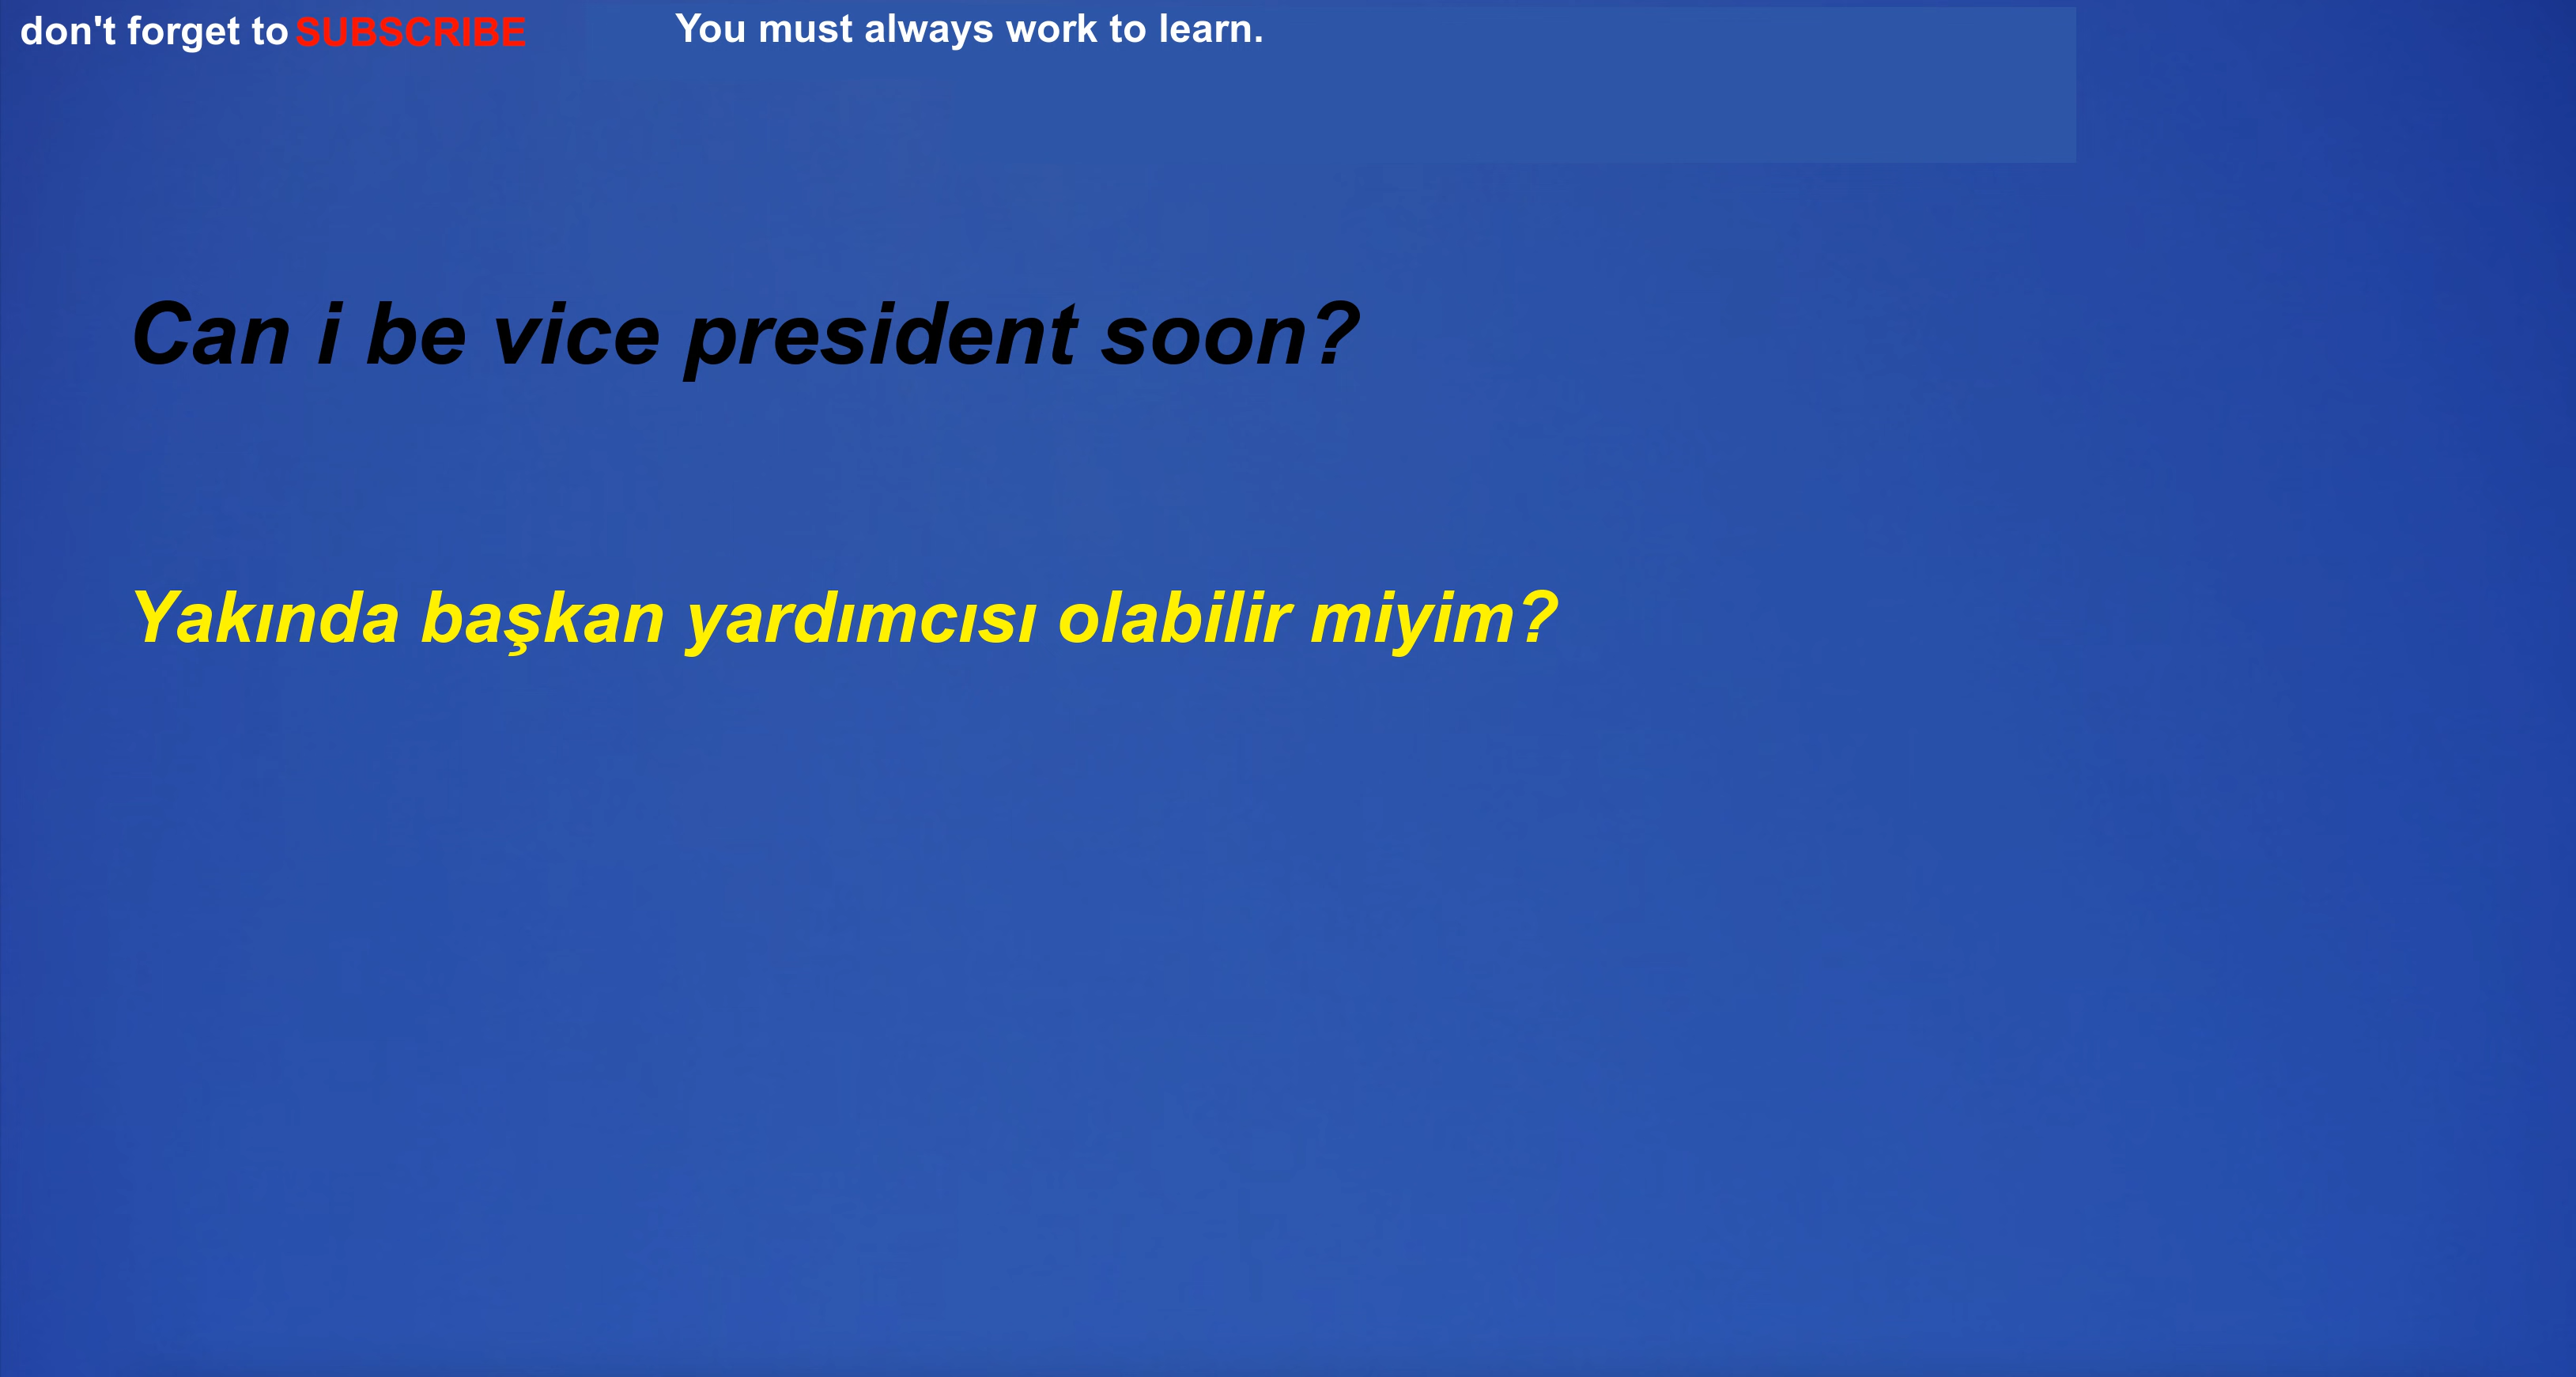 don't forget to SUBSCRIBE
You must always work to learn.
Can i be vice president soon?
Yakında başkan yardımcısı olabilir miyim?